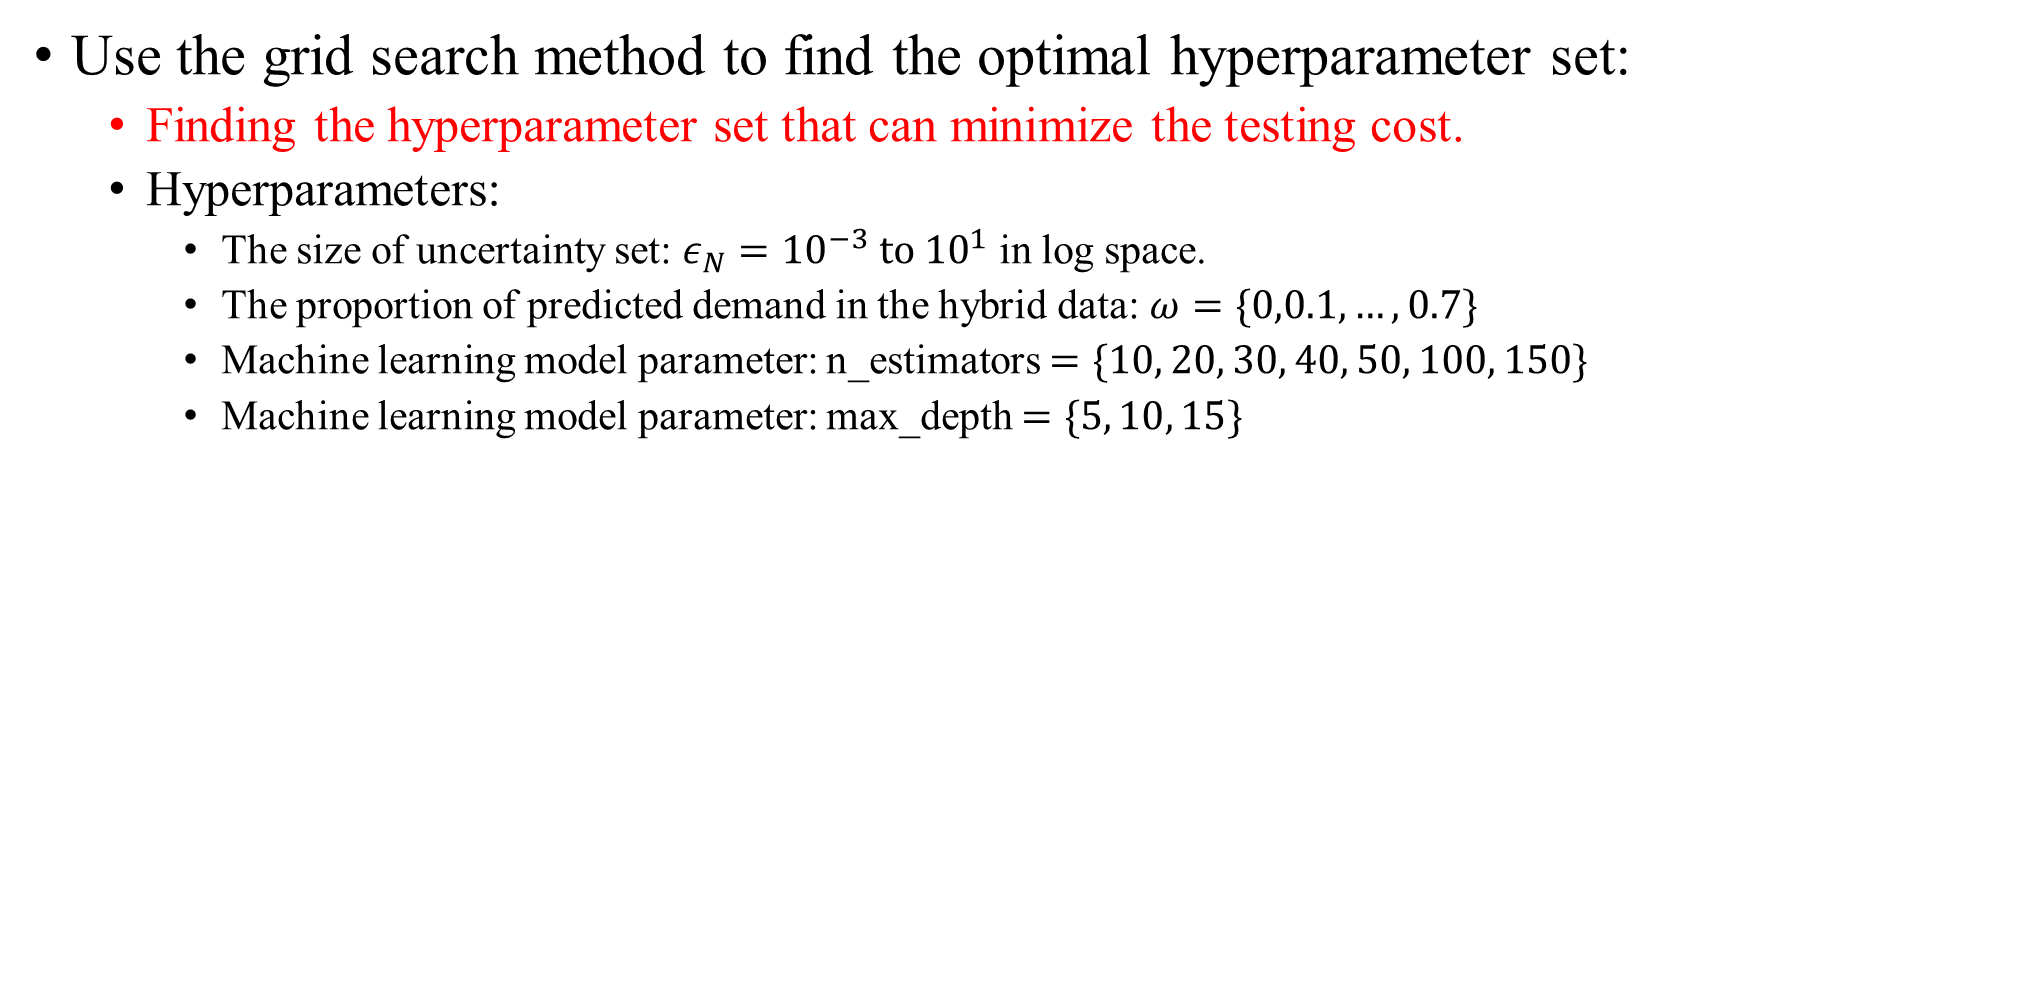 • Use the grid search method to find the optimal hyperparameter set:
• Finding the hyperparameter set that can minimize the testing cost.
• Hyperparameters:
• The size of uncertainty set: 𝜖_N = 10⁻³ to 10¹ in log space.
• The proportion of predicted demand in the hybrid data: ω = {0,0.1, … , 0.7}
• Machine learning model parameter: n_estimators = {10, 20, 30, 40, 50, 100, 150}
• Machine learning model parameter: max_depth = {5, 10, 15}